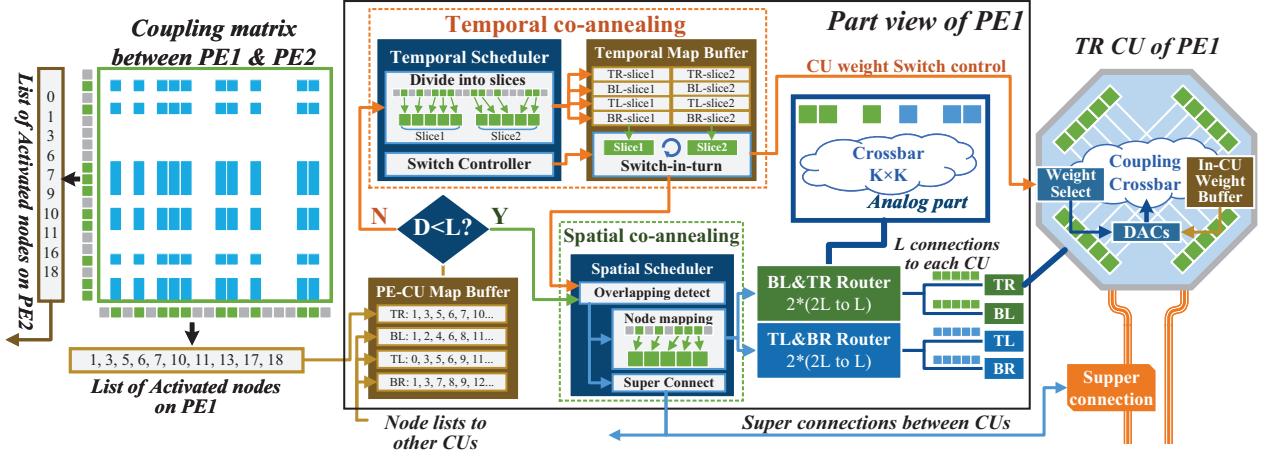 Coupling matrix
between PE1 & PE2
List of Activated nodes on PE2
0
1
3
6
7
9
10
11
16
18
1, 3, 5, 6, 7, 10, 11, 13, 17, 18
List of Activated nodes
on PE1
Part view of PE1
Temporal co-annealing
Temporal Scheduler
Divide into slices
Slice1
Slice2
Switch Controller
Temporal Map Buffer
TR-slice1
TR-slice2
BL-slice1
BL-slice2
TL-slice1
TL-slice2
BR-slice1
BR-slice2
Slice1
Slice2
Switch-in-turn
CU weight Switch control
N
D<L?
Y
PE-CU Map Buffer
TR: 1, 3, 5, 6, 7, 10...
BL: 1, 2, 4, 6, 8, 11...
TL: 0, 3, 5, 6, 9, 11...
BR: 1, 3, 7, 8, 9, 12...
Node lists to
other CUs
Spatial co-annealing
Spatial Scheduler
Overlapping detect
Node mapping
Super Connect
Crossbar
K×K
Analog part
L connections
to each CU
BL&TR Router
2*(2L to L)
TL&BR Router
2*(2L to L)
TR
BL
TL
BR
Super connections between CUs
TR CU of PE1
Coupling
Crossbar
Weight
Select
In-CU
Weight
Buffer
DACs
Supper
connection